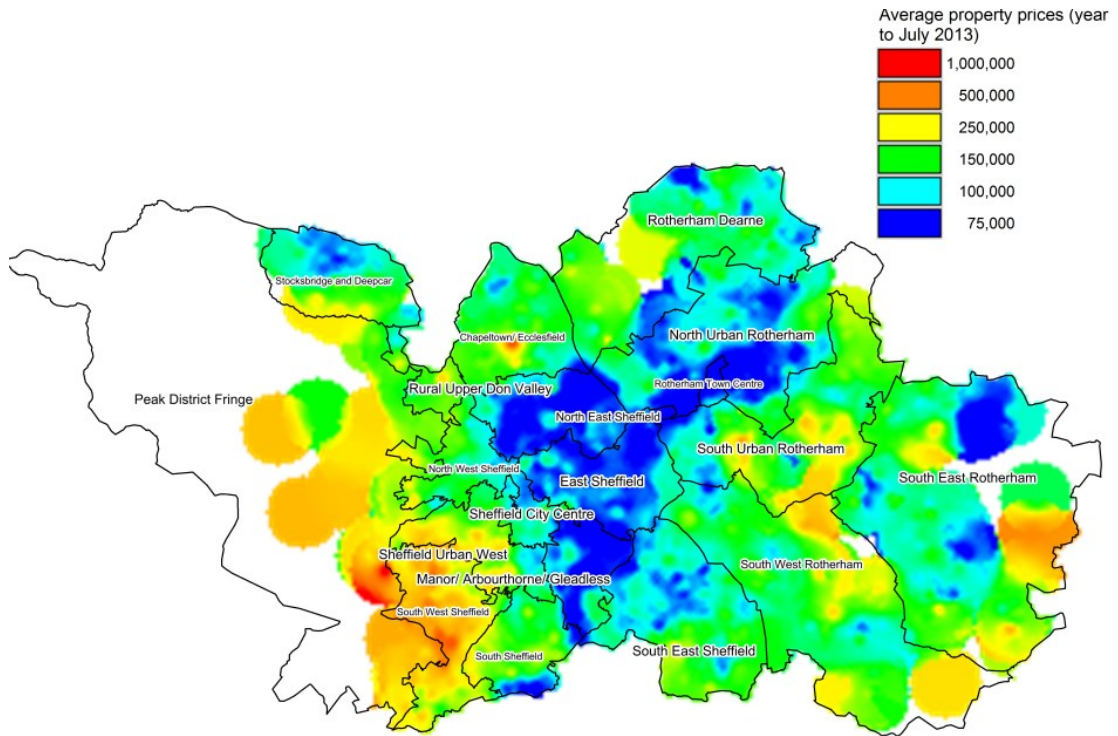 Average property prices (year
to July 2013)
1,000,000
500,000
250,000
150,000
100,000
75,000
Rotherham Dearne
Stocksbridge and Deepcar
Chapeltown/ Ecclesfield
North Urban Rotherham
Rural Upper Don Valley
Rotherham Town Centre
Peak District Fringe
North East Sheffield
South Urban Rotherham
North West Sheffield
East Sheffield
South East Rotherham
Sheffield City Centre
Sheffield Urban West
South West Rotherham
Manor/ Arbourthorne/ Gleadless
South West Sheffield
South Sheffield
South East Sheffield